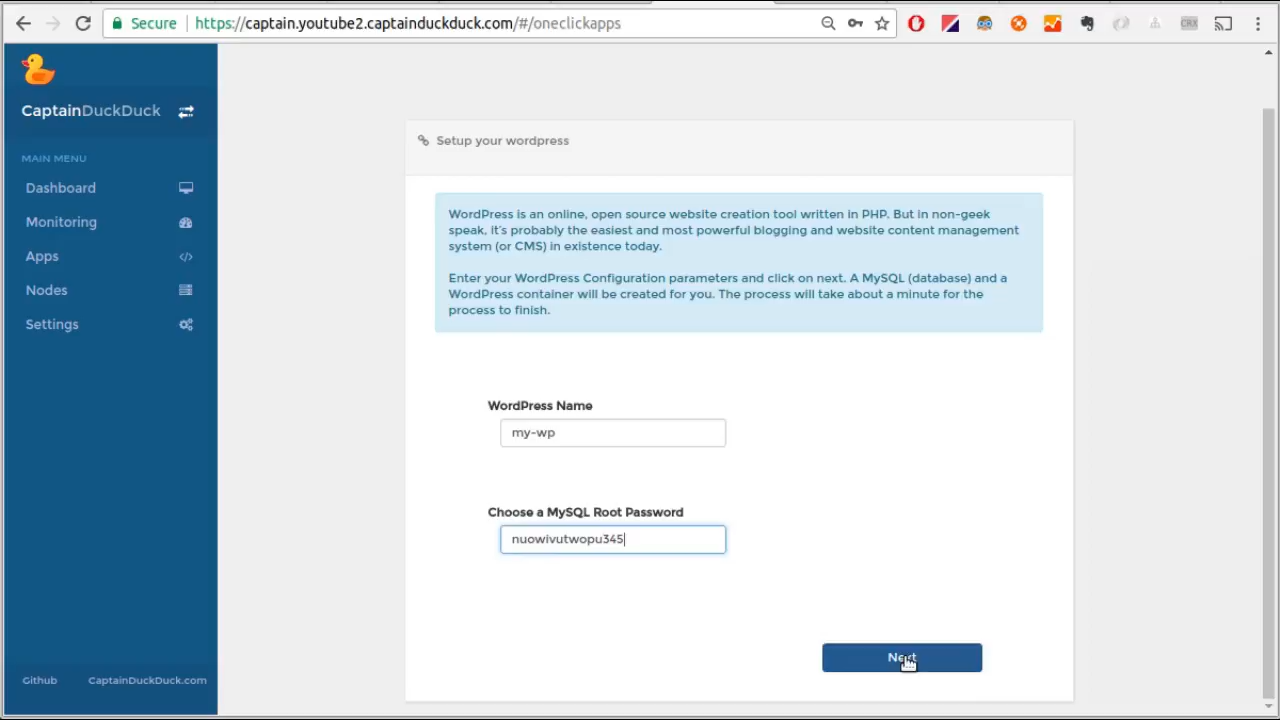 Secure
https://captain.youtube2.captainduckduck.com/#/oneclickapps
CaptainDuckDuck
MAIN MENU
Dashboard
Monitoring
Apps
Nodes
Settings
Github
CaptainDuckDuck.com
Setup your wordpress
WordPress is an online, open source website creation tool written in PHP. But in non-geek
speak, it's probably the easiest and most powerful blogging and website content management
system (or CMS) in existence today.
Enter your WordPress Configuration parameters and click on next. A MySQL (database) and a
WordPress container will be created for you. The process will take about a minute for the
process to finish.
WordPress Name
my-wp
Choose a MySQL Root Password
nuowivutwopu345
Next